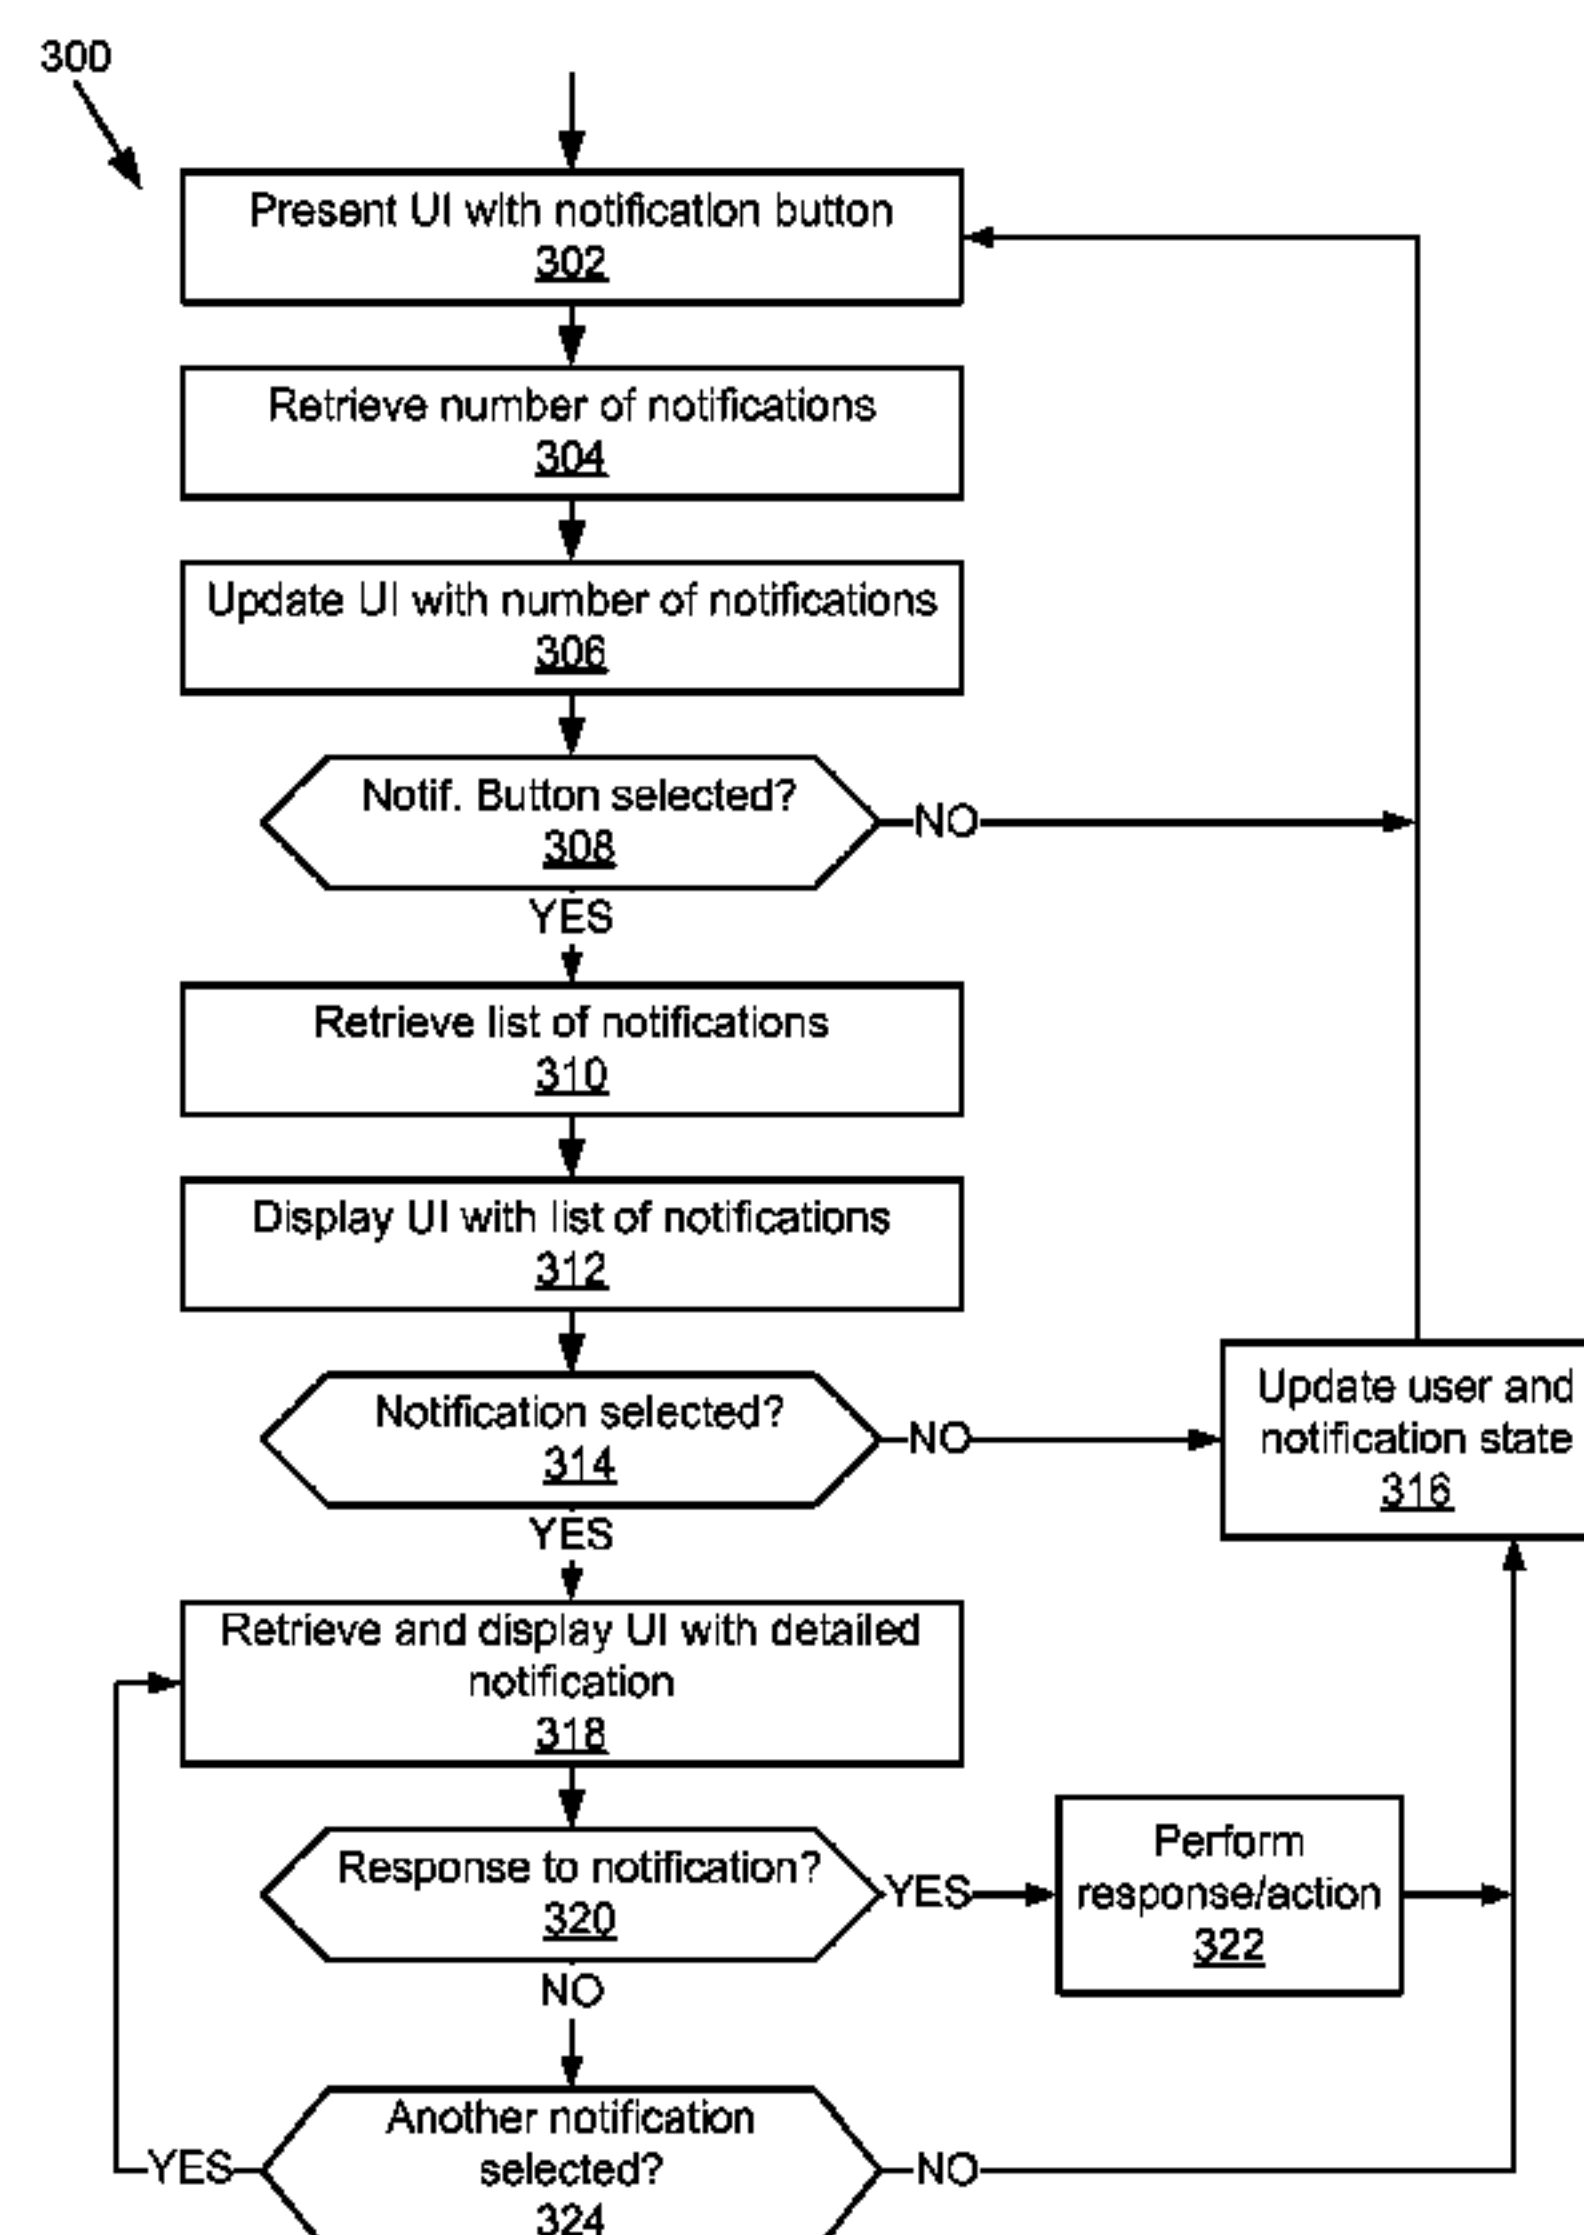 300
Present UI with notification button
302
Retrieve number of notifications
304
Update UI with number of notifications
306
Notif. Button selected?
308
NO
YES
Retrieve list of notifications
310
Display UI with list of notifications
312
Notification selected?
314
NO
Update user and
notification state
316
YES
Retrieve and display UI with detailed
notification
318
Response to notification?
320
YES
Perform
response/action
322
NO
Another notification
selected?
324
YES
NO